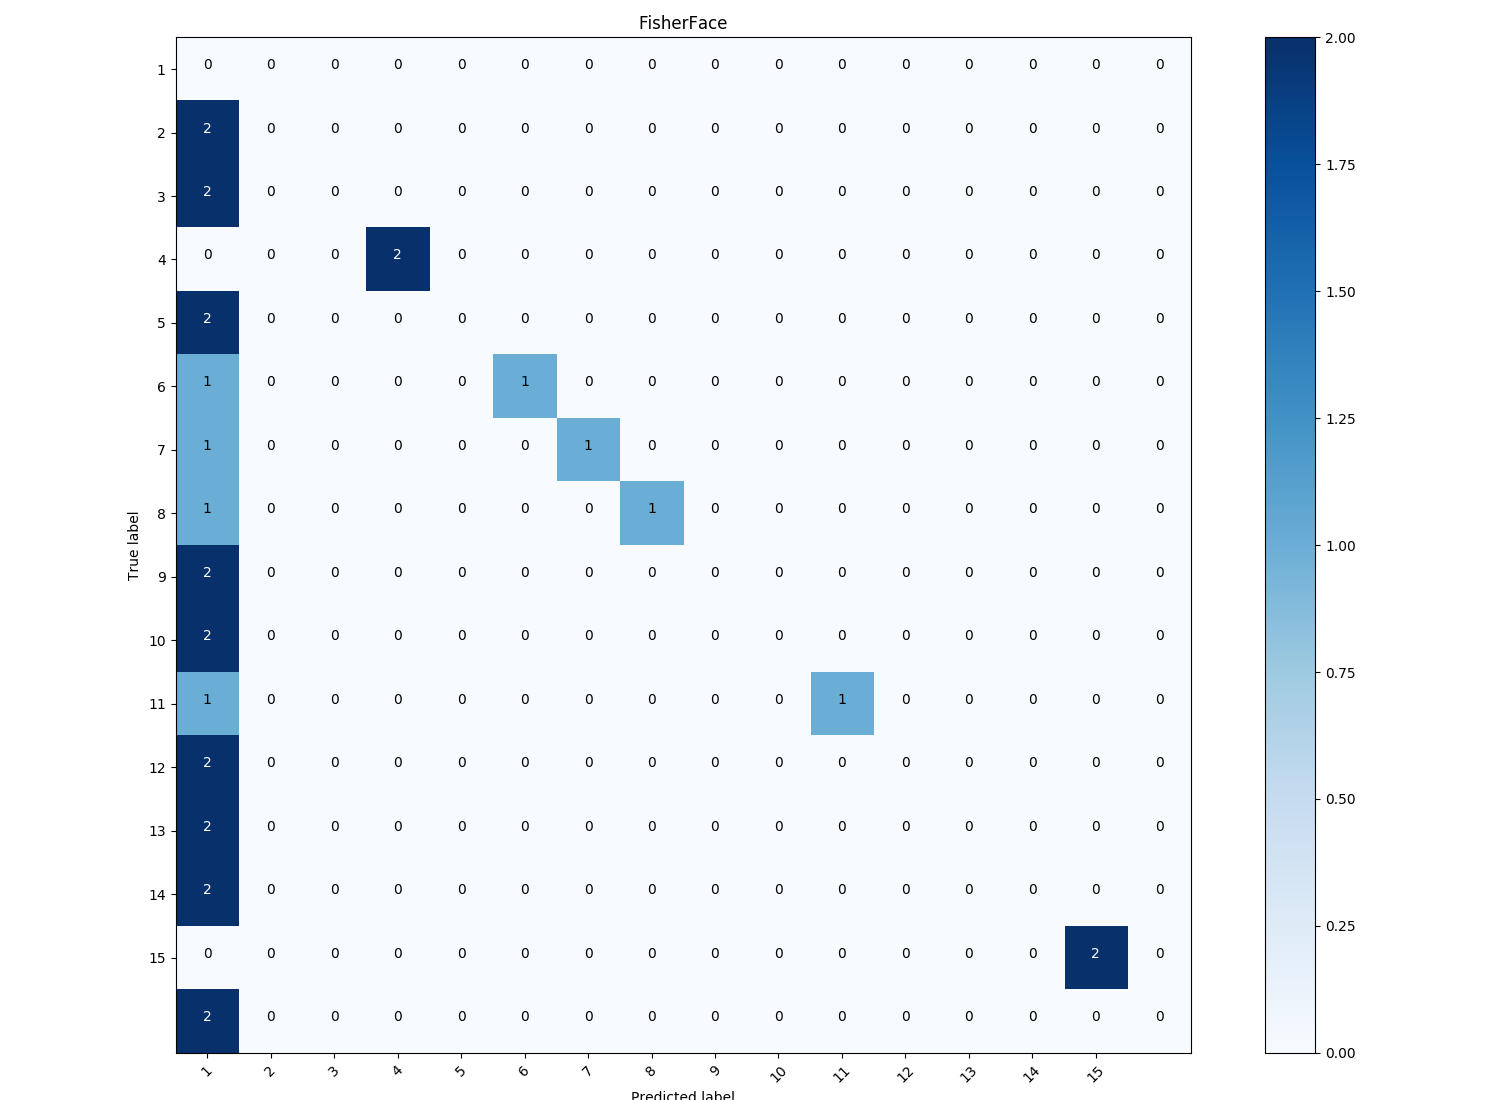 FisherFace
1 0 0 0 0 0 0 0 0 0 0 0 0 0 0 0 0
2 2 0 0 0 0 0 0 0 0 0 0 0 0 0 0 0
3 2 0 0 0 0 0 0 0 0 0 0 0 0 0 0 0
4 0 0 0 2 0 0 0 0 0 0 0 0 0 0 0 0
5 2 0 0 0 0 0 0 0 0 0 0 0 0 0 0 0
6 1 0 0 0 0 1 0 0 0 0 0 0 0 0 0 0
7 1 0 0 0 0 0 1 0 0 0 0 0 0 0 0 0
8 1 0 0 0 0 0 0 1 0 0 0 0 0 0 0 0
9 2 0 0 0 0 0 0 0 0 0 0 0 0 0 0 0
10 2 0 0 0 0 0 0 0 0 0 0 0 0 0 0 0
11 1 0 0 0 0 0 0 0 0 0 1 0 0 0 0 0
12 2 0 0 0 0 0 0 0 0 0 0 0 0 0 0 0
13 2 0 0 0 0 0 0 0 0 0 0 0 0 0 0 0
14 2 0 0 0 0 0 0 0 0 0 0 0 0 0 0 0
15 0 0 0 0 0 0 0 0 0 0 0 0 0 0 2 0
2 0 0 0 0 0 0 0 0 0 0 0 0 0 0 0
True label
1 2 3 4 5 6 7 8 9 10 11 12 13 14 15
Predicted label
2.00
1.75
1.50
1.25
1.00
0.75
0.50
0.25
0.00